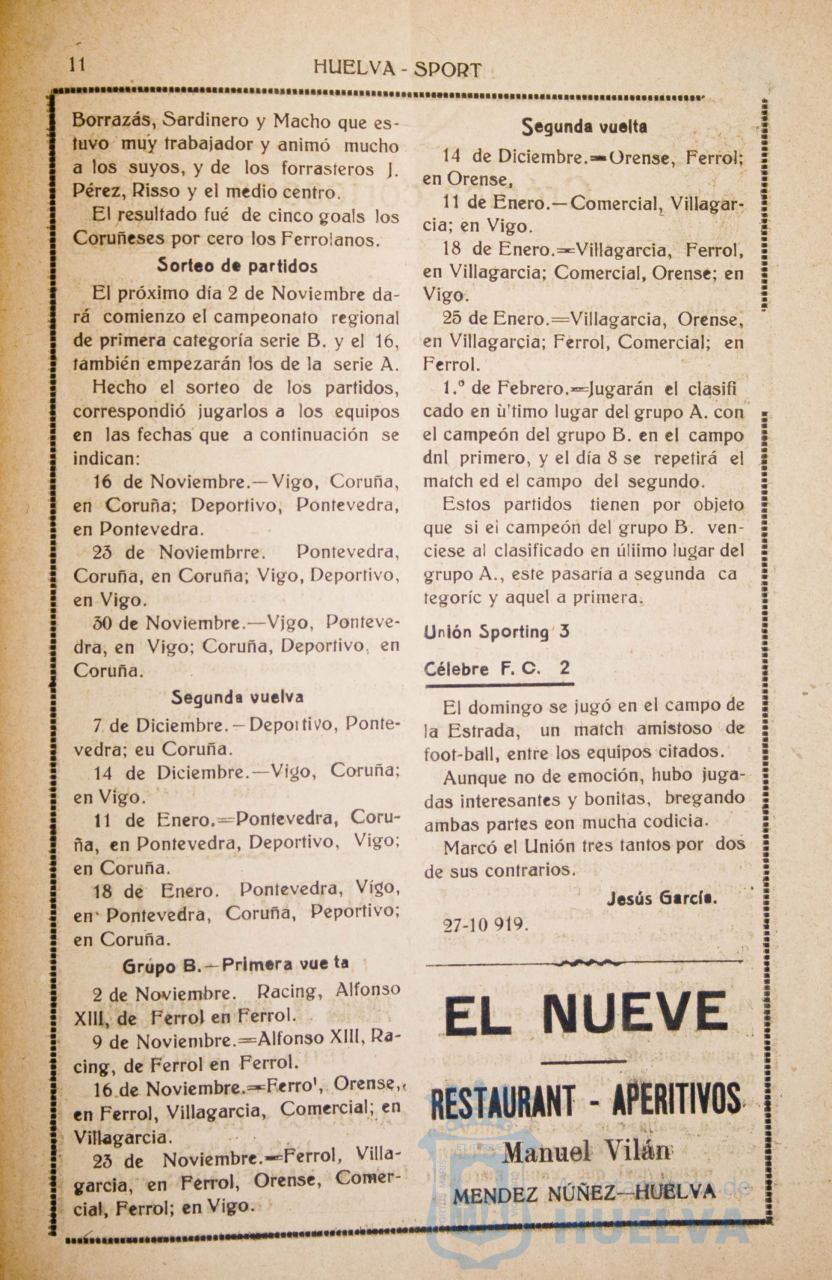 11
HUELVA - SPORT
Borrazás, Sardinero y Macho que es-
tuvo muy trabajador y animó mucho
a los suyos, y de los forrasteros J.
Pérez, Risso y el medio centro.
El resultado fué de cinco goals los
Coruñeses por cero los Ferrolanos.
Sorteo de partidos
El próximo día 2 de Noviembre da-
rá comienzo el campeonato regional
de primera categoría serie B. y el 16,
también empezarán los de la serie A.
Hecho el sorteo de los partidos,
correspondió jugarlos a los equipos
en las fechas que a continuación se
indican:
16 de Noviembre.—Vigo, Coruña,
en Coruña; Deportivo, Pontevedra,
en Pontevedra.
23 de Noviembrre. Pontevedra,
Coruña, en Coruña; Vigo, Deportivo,
en Vigo.
30 de Noviembre.—Vjgo, Ponteve-
dra, en Vigo; Coruña, Deportivo, en
Coruña.
Segunda vuelva
7 de Diciembre.—Deportivo, Ponte-
vedra; eu Coruña.
14 de Diciembre.—Vigo, Coruña;
en Vigo.
11 de Enero.=Pontevedra, Coru-
ña, en Pontevedra, Deportivo, Vigo;
en Coruña.
18 de Enero. Pontevedra, Vigo,
en Pontevedra, Coruña, Peportivo;
en Coruña.
Grupo B.—Primera vue ta
2 de Noviembre. Racing, Alfonso
XIII, de Ferrol en Ferrol.
9 de Noviembre.=Alfonso XIII, Ra-
cing, de Ferrol en Ferrol.
16 de Noviembre.=Ferro', Orense,
en Ferrol, Villagarcia, Comercial; en
Villagarcia.
23 de Noviembre.=Ferrol, Villa-
garcia, en Ferrol, Orense, Comer-
cial, Ferrol; en Vigo.
Segunda vuelta
14 de Diciembre.=Orense, Ferrol;
en Orense,
11 de Enero.—Comercial, Villagar-
cia; en Vigo.
18 de Enero.=Villagarcia, Ferrol,
en Villagarcia; Comercial, Orense; en
Vigo.
25 de Enero.=Villagarcia, Orense,
en Villagarcia; Ferrol, Comercial; en
Ferrol.
1.º de Febrero.=Jugarán el clasifi
cado en ù'timo lugar del grupo A. con
el campeón del grupo B. en el campo
dnl primero, y el día 8 se repetirá el
match ed el campo del segundo.
Estos partidos tienen por objeto
que si ei campeón del grupo B. ven-
ciese al clasificado en úliimo lugar del
grupo A., este pasaría a segunda ca
tegoríc y aquel a primera.
Unión Sporting 3
Célebre F. C. 2
El domingo se jugó en el campo de
la Estrada, un match amistoso de
foot-ball, entre los equipos citados.
Aunque no de emoción, hubo juga-
das interesantes y bonitas, bregando
ambas partes eon mucha codicia.
Marcó el Unión tres tantos por dos
de sus contrarios.
Jesús García.
27-10 919.
EL NUEVE
RESTAURANT - APERITIVOS
Manuel Vilán
MENDEZ NÚÑEZ—HUELVA
HUELVA